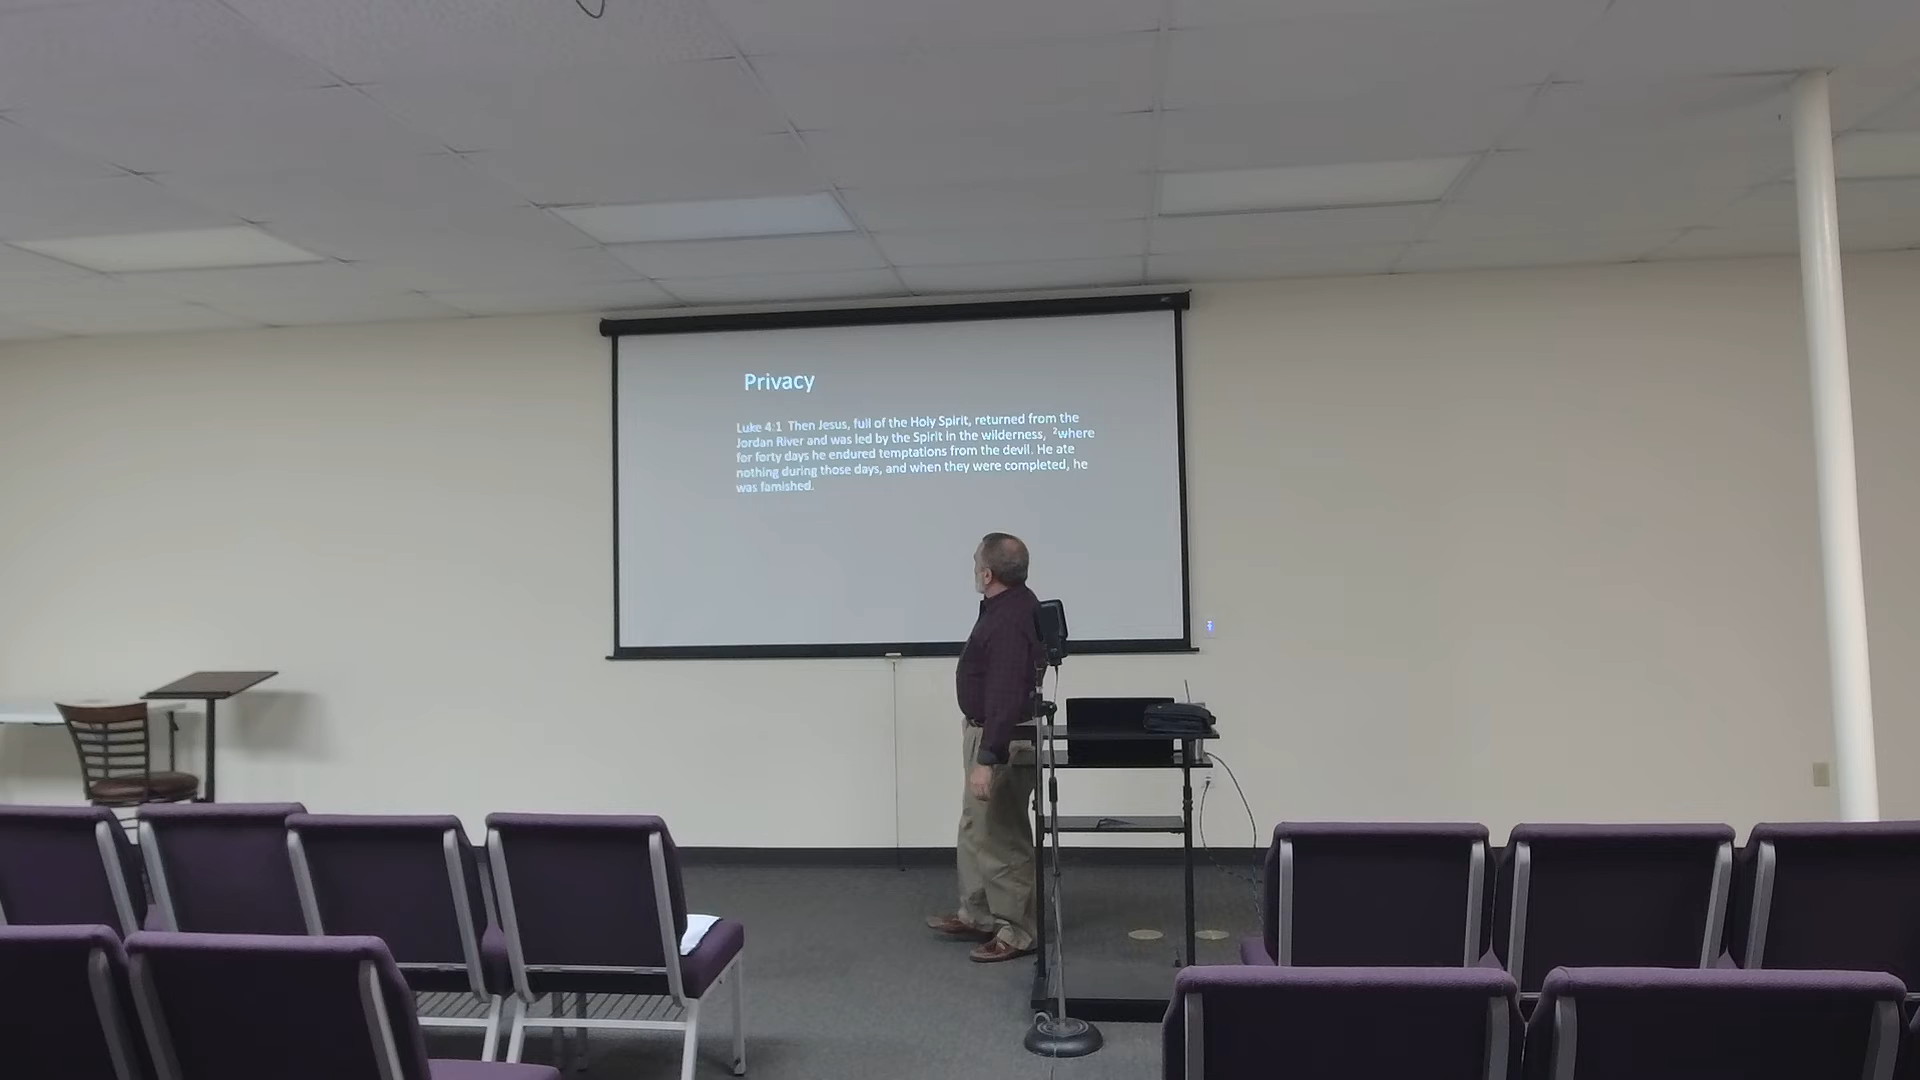 Privacy
Luke 4:1 Then Jesus, full of the Holy Spirit, returned from the
Jordan River and was led by the Spirit in the wilderness, ²where
for forty days he endured temptations from the devil. He ate
nothing during those days, and when they were completed, he
was famished.